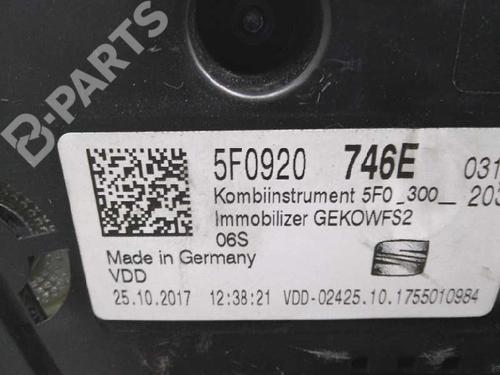 B-PARTS
5F0920 746E 031
Kombiinstrument 5F0_300__ 203
Immobilizer GEKOWFS2
06S
Made in Germany
VDD
25.10.2017 12:38:21 VDD-02425.10.1755010984